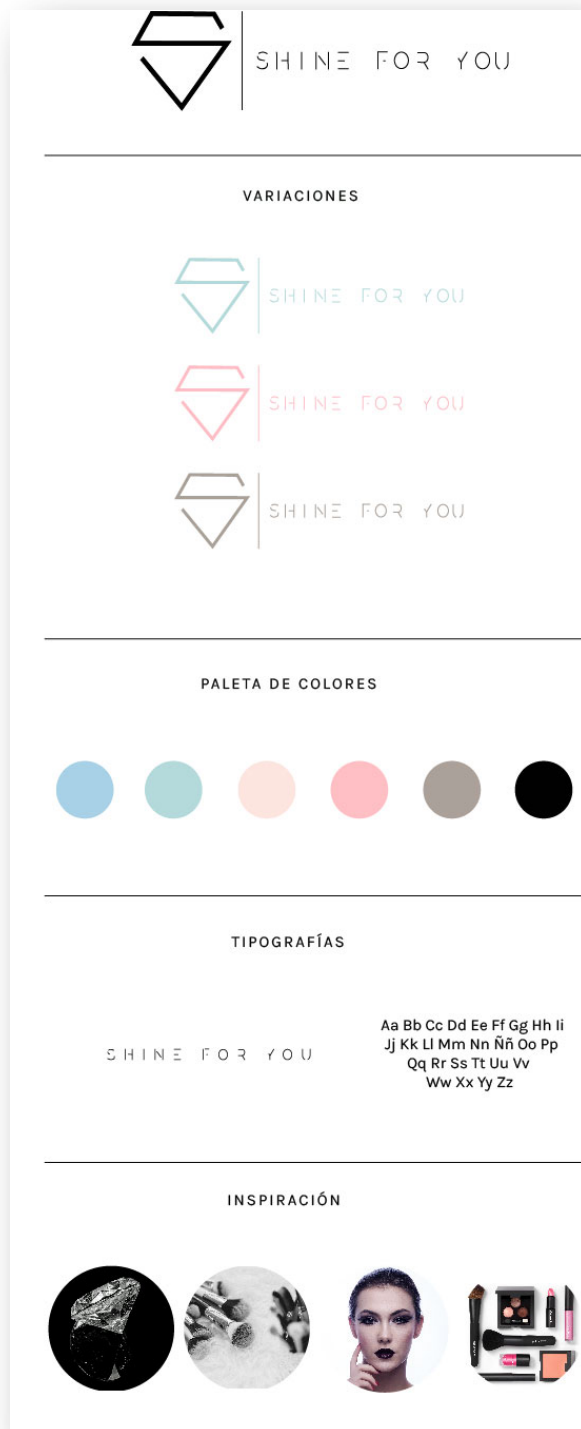 SHINE FOR YOU
VARIACIONES
SHINE FOR YOU
SHINE FOR YOU
SHINE FOR YOU
PALETA DE COLORES
TIPOGRAFÍAS
SHINE FOR YOU
Aa Bb Cc Dd Ee Ff Gg Hh Ii
Jj Kk Ll Mm Nn Ññ Oo Pp
Qq Rr Ss Tt Uu Vv
Ww Xx Yy Zz
INSPIRACIÓN